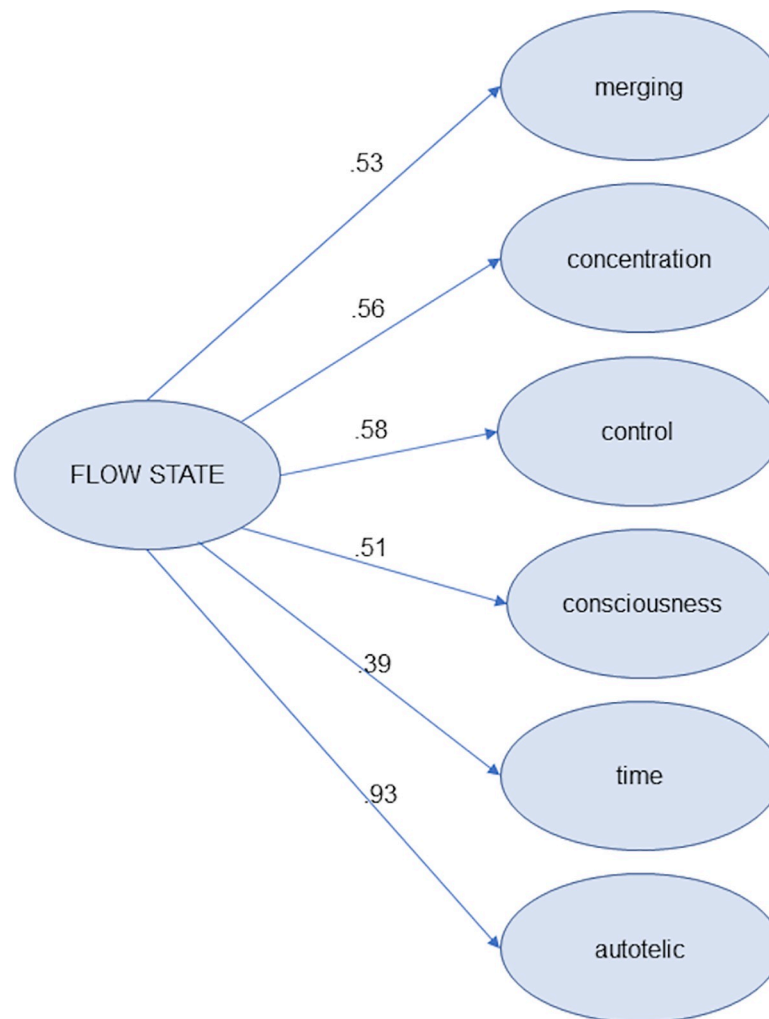 merging
.53
concentration
.56
control
.58
FLOW STATE
consciousness
.51
time
.39
autotelic
.93